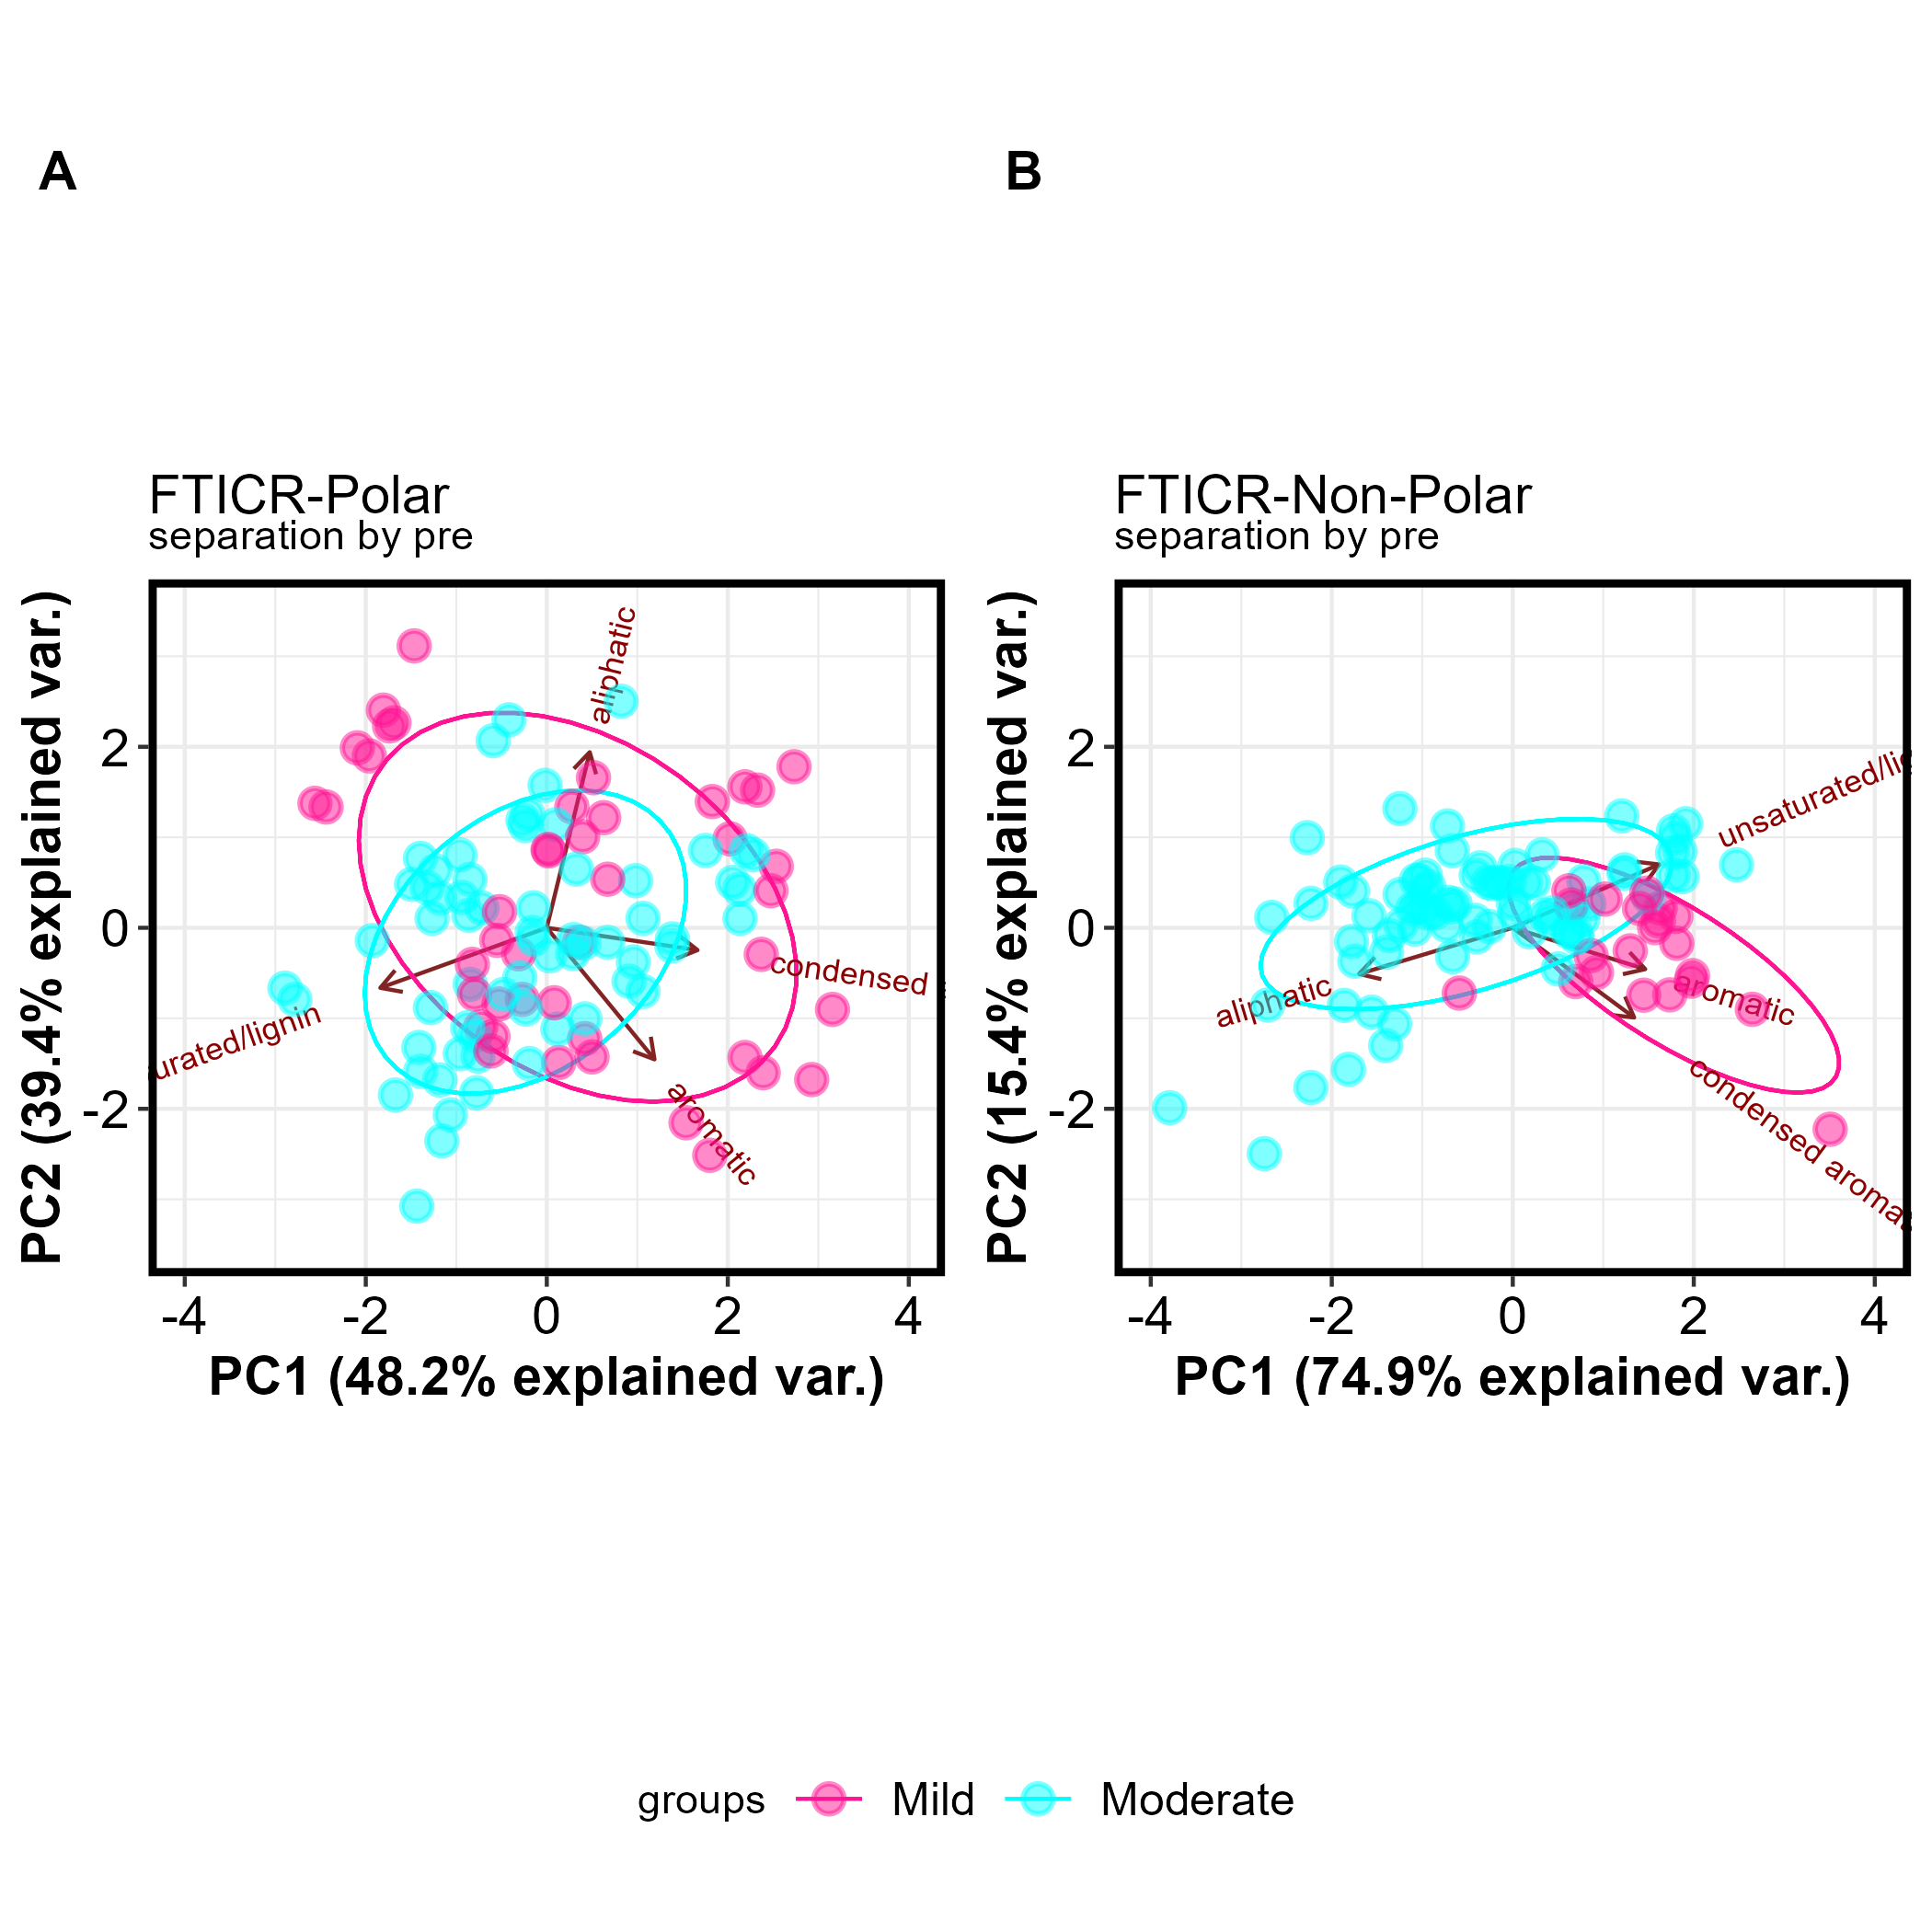 A
B
FTICR-Polar
separation by pre
FTICR-Non-Polar
separation by pre
PC2 (39.4% explained var.)
2
0
-2
aliphatic
condensed
urated/lignin
aromatic
-4
-2
0
2
4
PC1 (48.2% explained var.)
PC2 (15.4% explained var.)
2
0
-2
unsaturated/lig
aliphatic
aromatic
condensed aromat
-4
-2
0
2
4
PC1 (74.9% explained var.)
groups
Mild
Moderate